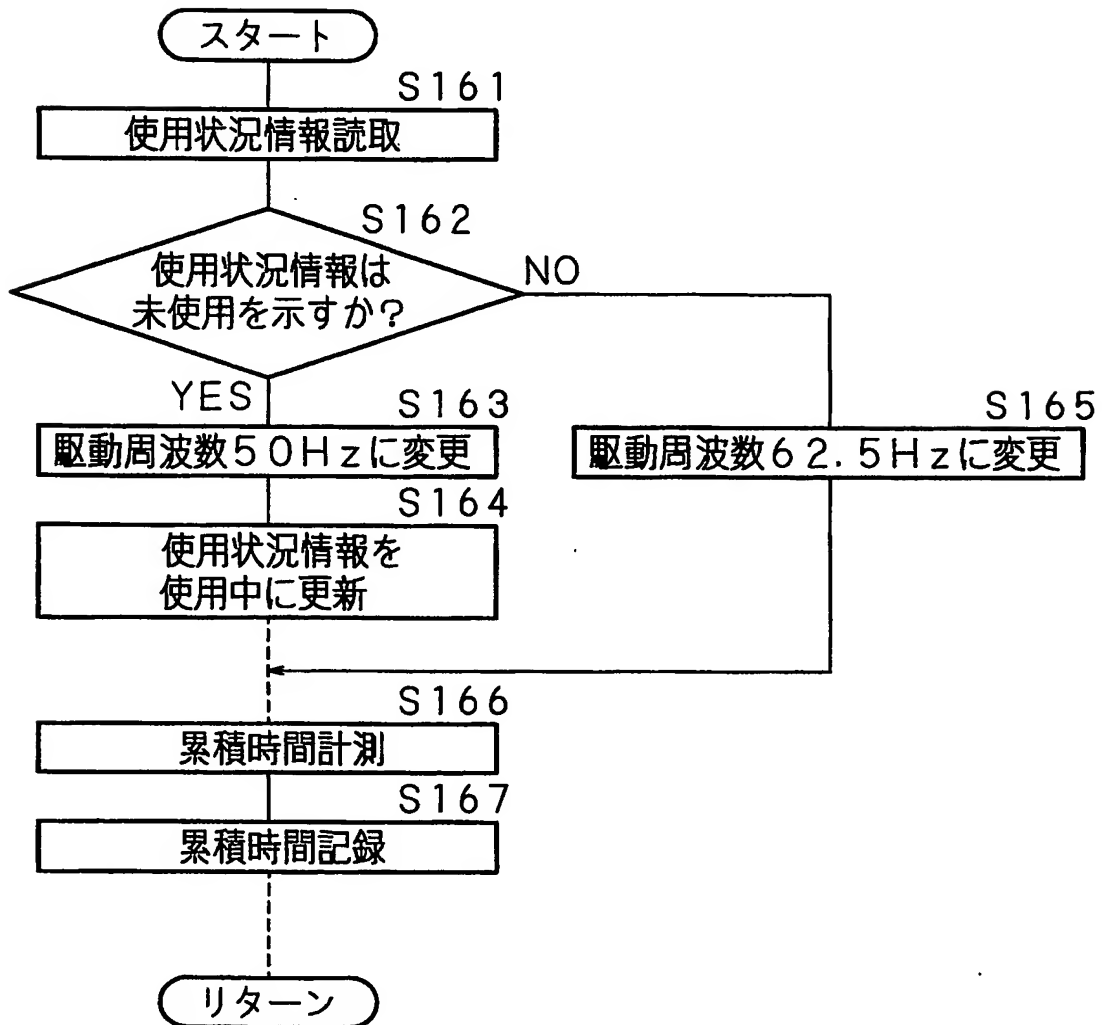 スタート
S161
使用状況情報読取
S162
使用状況情報は
未使用を示すか?
NO
YES
S163
駆動周波数50Hzに変更
S165
駆動周波数62.5Hzに変更
S164
使用状況情報を
使用中に更新
S166
累積時間計測
S167
累積時間記録
リターン